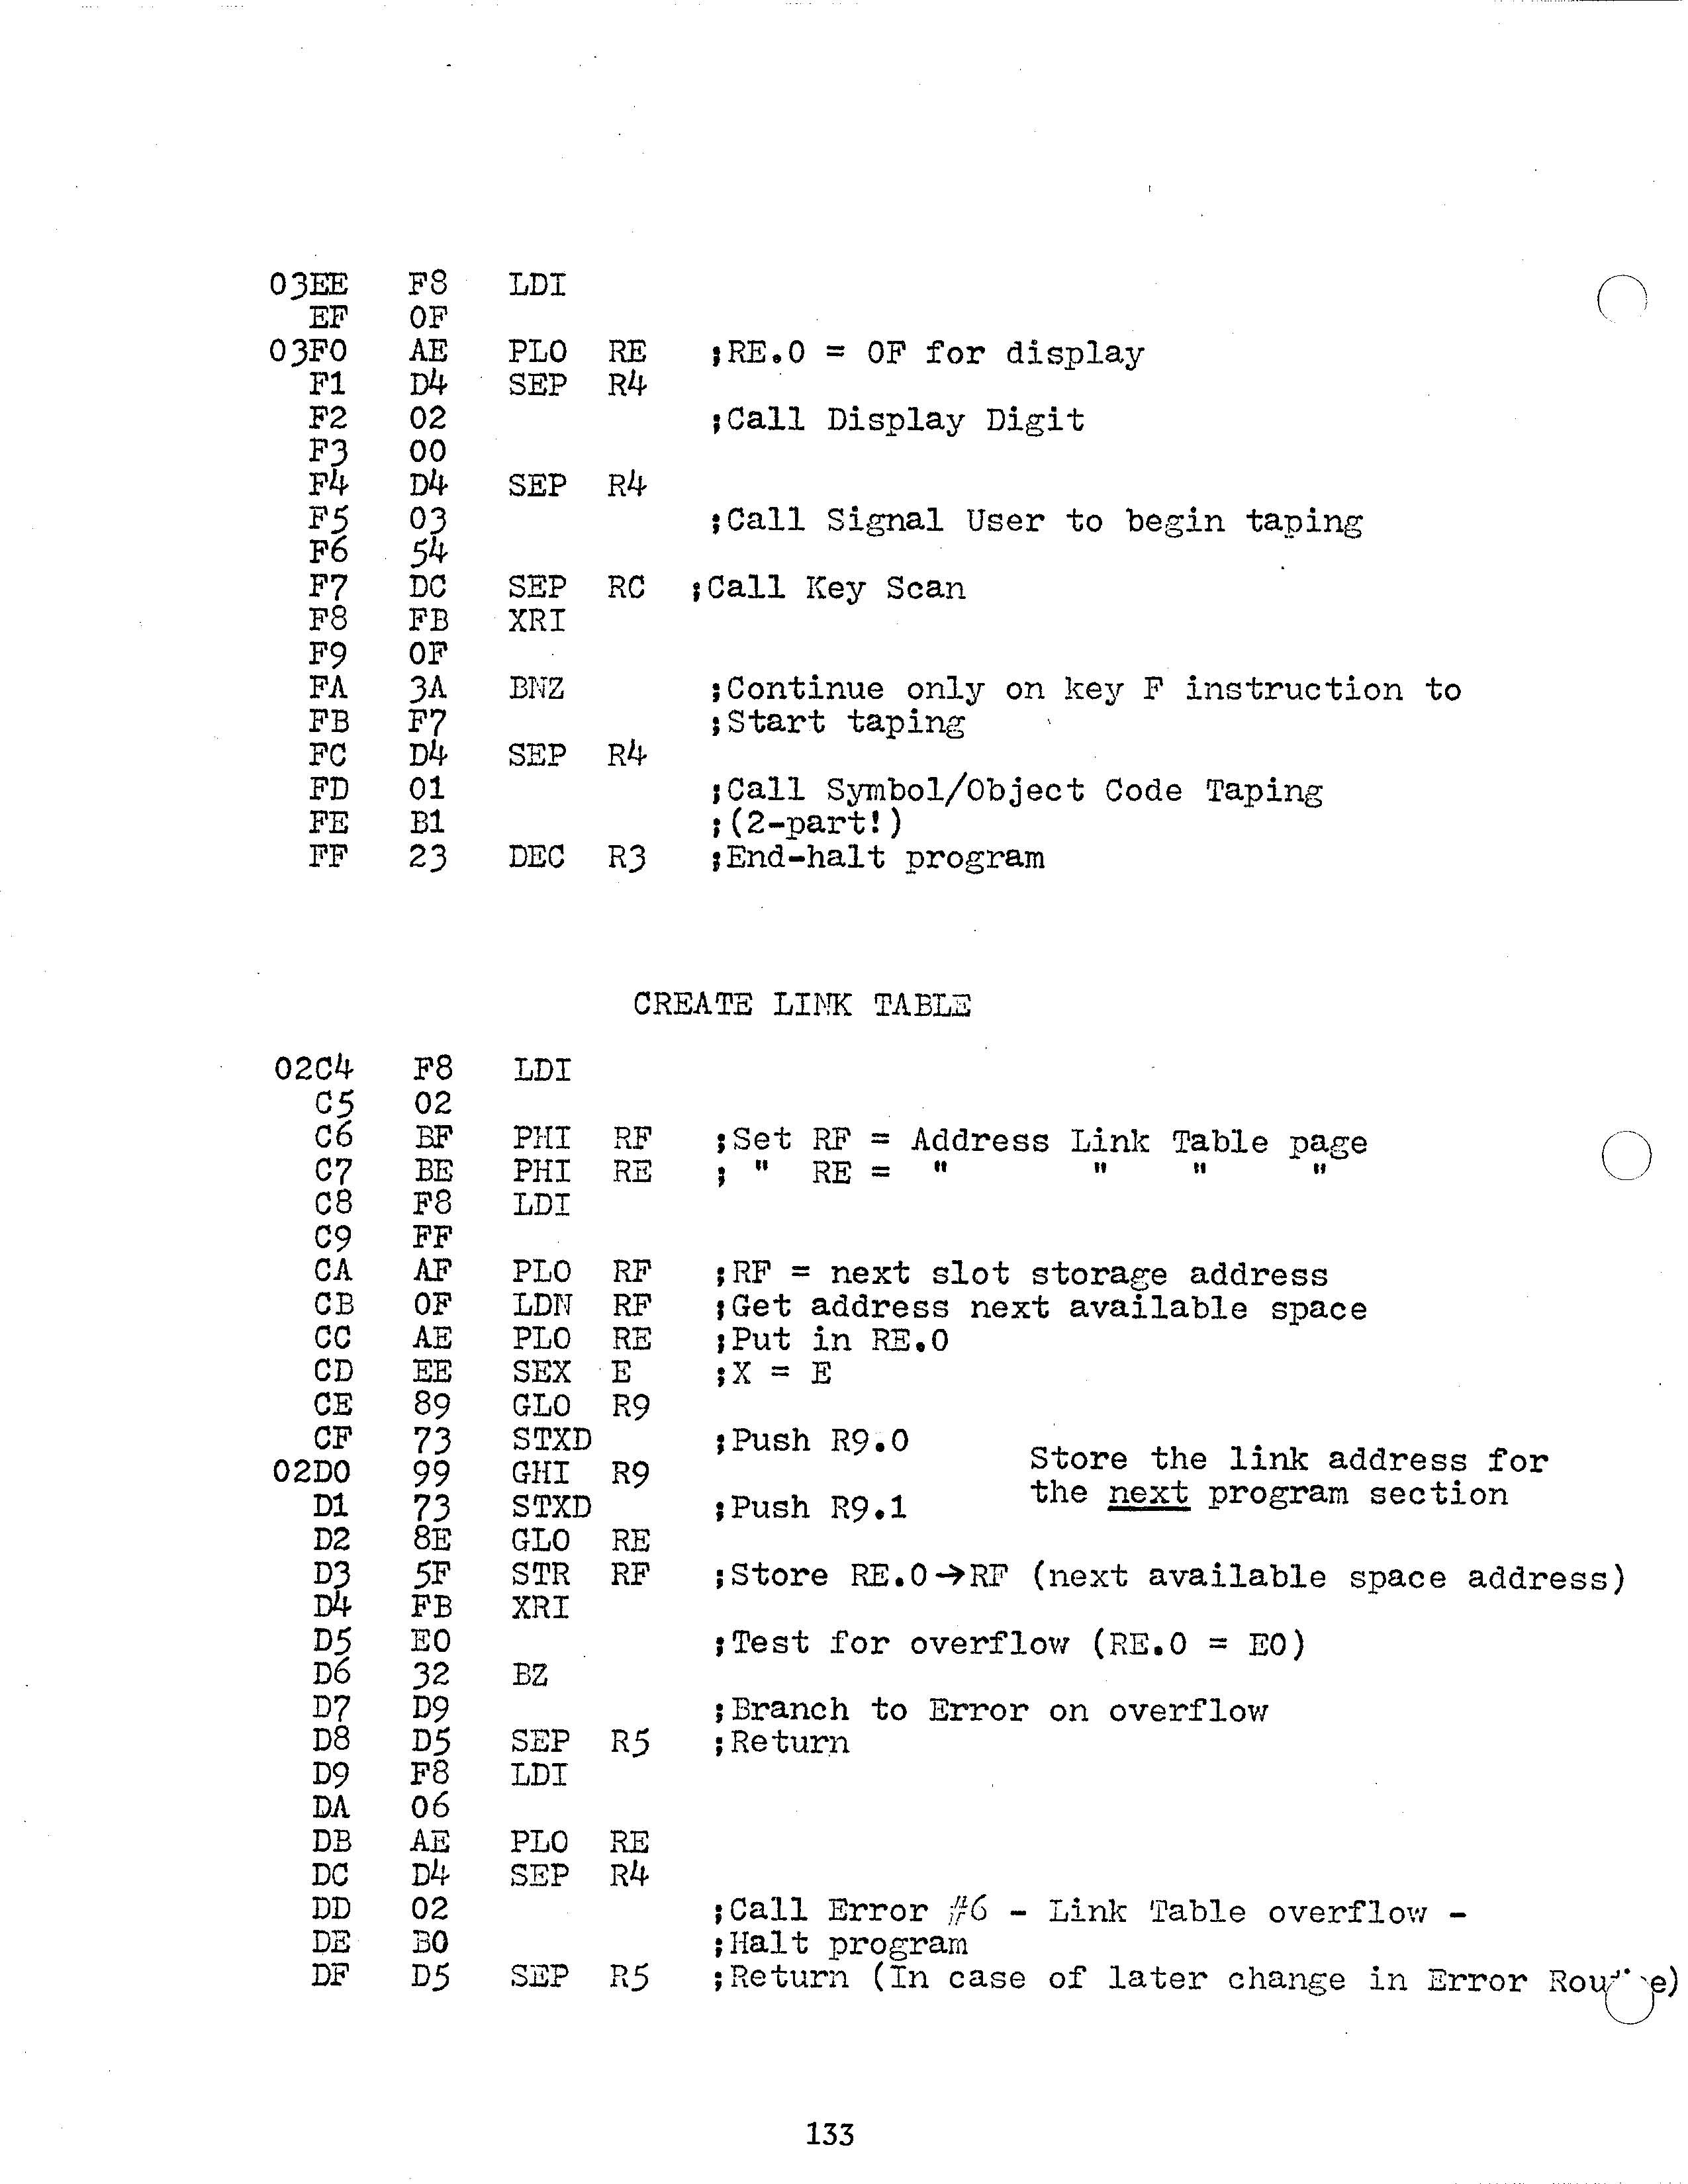 03EE F8 LDI
EF 0F
03F0 AE PLO RE ;RE.0 = 0F for display
F1 D4 SEP R4
F2 02 ;Call Display Digit
F3 00
F4 D4 SEP R4
F5 03 ;Call Signal User to begin taping
F6 54
F7 DC SEP RC ;Call Key Scan
F8 FB XRI
F9 0F
FA 3A BNZ ;Continue only on key F instruction to
FB F7 ;Start taping
FC D4 SEP R4
FD 01 ;Call Symbol/Object Code Taping
FE B1 ;(2-part!)
FF 23 DEC R3 ;End-halt program
CREATE LINK TABLE
02C4 F8 LDI
C5 02
C6 BF PHI RF ;Set RF = Address Link Table page
C7 BE PHI RE ; " RE = " " " "
C8 F8 LDI
C9 FF
CA AF PLO RF ;RF = next slot storage address
CB 0F LDN RF ;Get address next available space
CC AE PLO RE ;Put in RE.0
CD EE SEX E ;X = E
CE 89 GLO R9
CF 73 STXD ;Push R9.0
Store the link address for
02D0 99 GHI R9
the next program section
D1 73 STXD ;Push R9.1
D2 8E GLO RE
D3 5F STR RF ;Store RE.0→RF (next available space address)
D4 FB XRI
D5 E0 ;Test for overflow (RE.0 = E0)
D6 32 BZ
D7 D9 ;Branch to Error on overflow
D8 D5 SEP R5 ;Return
D9 F8 LDI
DA 06
DB AE PLO RE
DC D4 SEP R4
DD 02 ;Call Error #6 - Link Table overflow -
DE B0 ;Halt program
DF D5 SEP R5 ;Return (In case of later change in Error
133